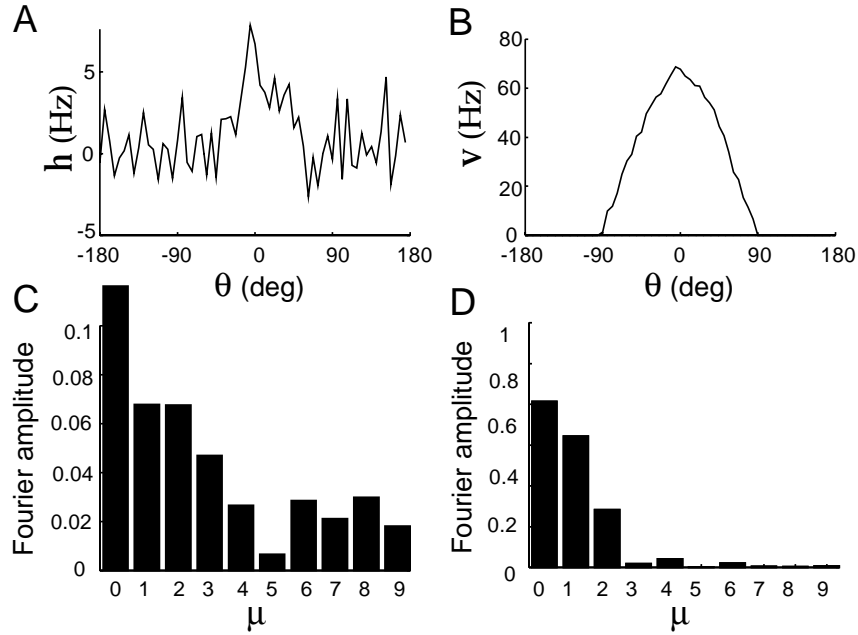 A
h (Hz)
5
0
-5
-180 -90 0 90 180
θ (deg)
B
v (Hz)
80
60
40
20
0
-180 -90 0 90 180
θ (deg)
C
Fourier amplitude
0.1
0.08
0.06
0.04
0.02
0
0 1 2 3 4 5 6 7 8 9
μ
D
Fourier amplitude
1
0.8
0.6
0.4
0.2
0
0 1 2 3 4 5 6 7 8 9
μ